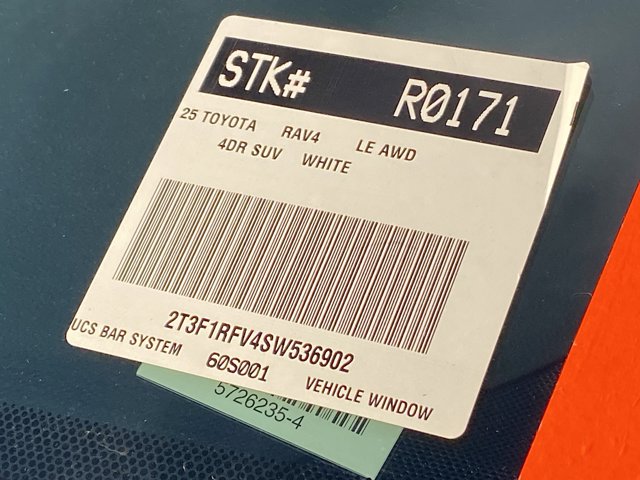 STK# R0171
25 TOYOTA RAV4 LE AWD
4DR SUV WHITE
2T3F1RFV4SW536902
UCS BAR SYSTEM 60S001 VEHICLE WINDOW
5726235-4